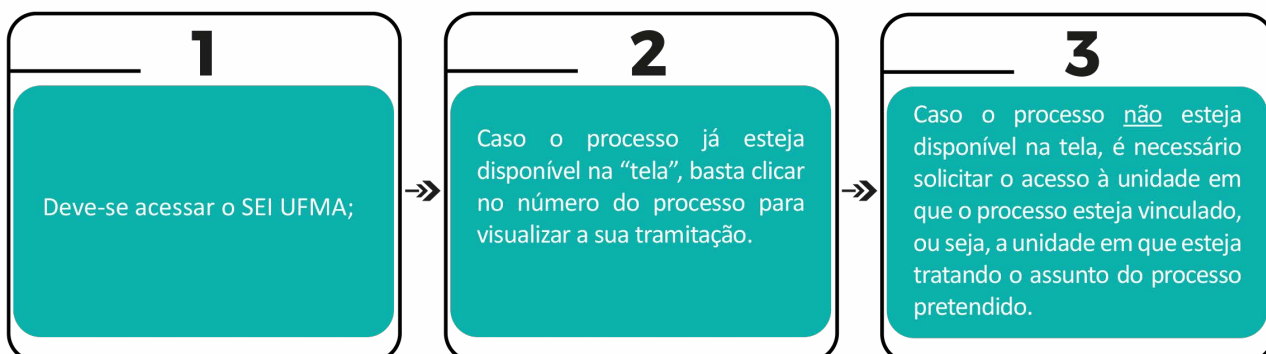 1
Deve-se acessar o SEI UFMA;
2
Caso o processo já esteja
disponível na “tela”, basta clicar
no número do processo para
visualizar a sua tramitação.
3
Caso o processo não esteja
disponível na tela, é necessário
solicitar o acesso à unidade em
que o processo esteja vinculado,
ou seja, a unidade em que esteja
tratando o assunto do processo
pretendido.